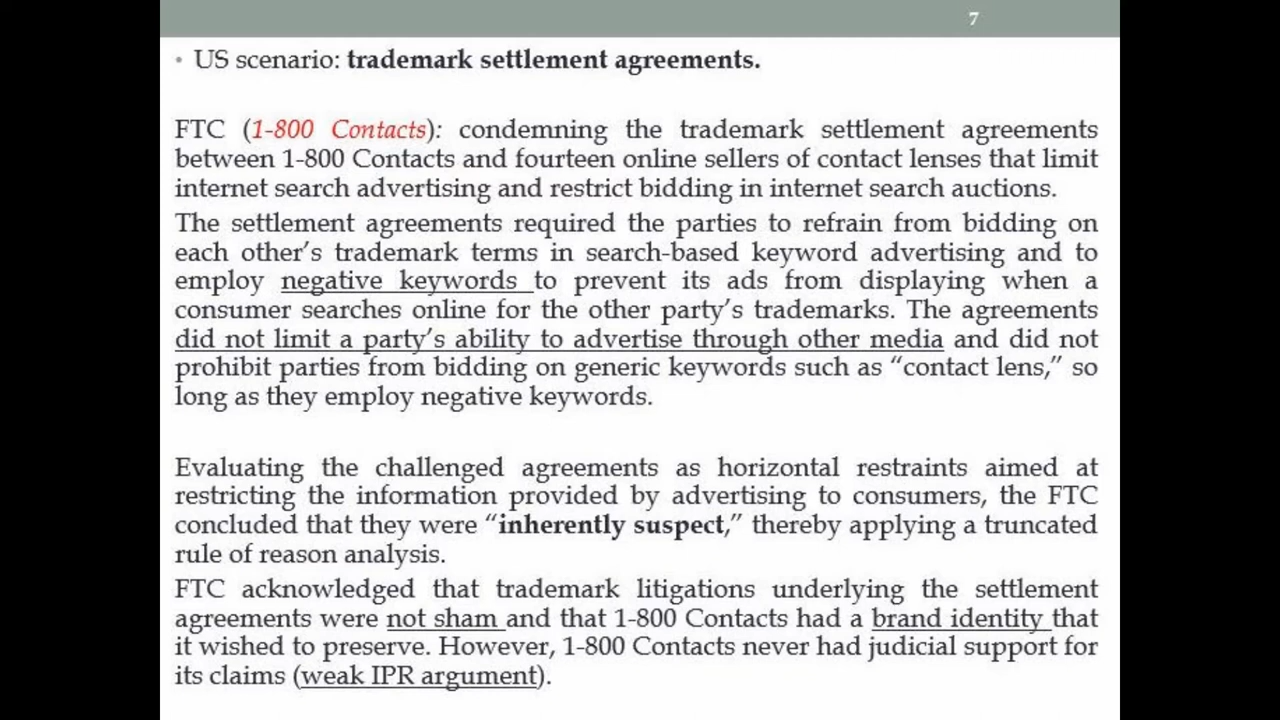 7
• US scenario: trademark settlement agreements.
FTC (1-800 Contacts): condemning the trademark settlement agreements
between 1-800 Contacts and fourteen online sellers of contact lenses that limit
internet search advertising and restrict bidding in internet search auctions.
The settlement agreements required the parties to refrain from bidding on
each other’s trademark terms in search-based keyword advertising and to
employ negative keywords to prevent its ads from displaying when a
consumer searches online for the other party’s trademarks. The agreements
did not limit a party’s ability to advertise through other media and did not
prohibit parties from bidding on generic keywords such as “contact lens,” so
long as they employ negative keywords.
Evaluating the challenged agreements as horizontal restraints aimed at
restricting the information provided by advertising to consumers, the FTC
concluded that they were “inherently suspect,” thereby applying a truncated
rule of reason analysis.
FTC acknowledged that trademark litigations underlying the settlement
agreements were not sham and that 1-800 Contacts had a brand identity that
it wished to preserve. However, 1-800 Contacts never had judicial support for
its claims (weak IPR argument).